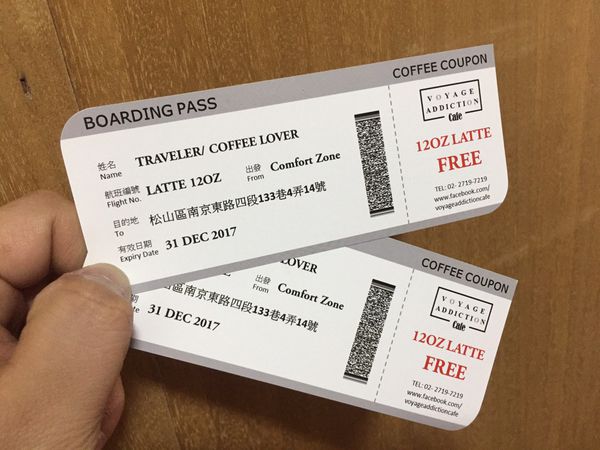 BOARDING PASS
COFFEE COUPON
姓名 Name TRAVELER/ COFFEE LOVER
航班編號 Flight No. LATTE 12OZ 出發 From Comfort Zone
目的地 To 松山區南京東路四段133巷4弄14號
有效日期 Expiry Date 31 DEC 2017
VOYAGE
ADDICTION
Cafe
12OZ LATTE
FREE
TEL: 02- 2719-7219
www.facebook.com/
voyageaddictioncafe
COFFEE COUPON
LOVER
出發 From Comfort Zone
山區南京東路四段133巷4弄14號
Date 31 DEC 2017
VOYAGE
ADDICTION
Cafe
12OZ LATTE
FREE
TEL: 02- 2719-7219
www.facebook.com/
voyageaddictioncafe